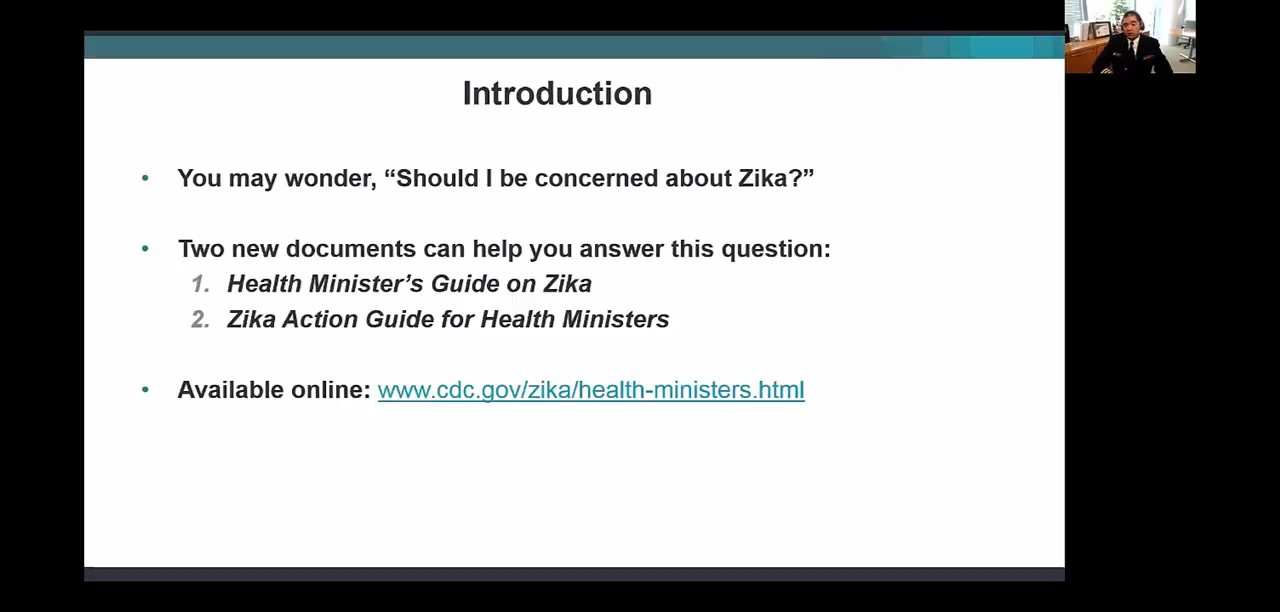 Introduction
• You may wonder, “Should I be concerned about Zika?”
• Two new documents can help you answer this question:
1. Health Minister’s Guide on Zika
2. Zika Action Guide for Health Ministers
• Available online: www.cdc.gov/zika/health-ministers.html